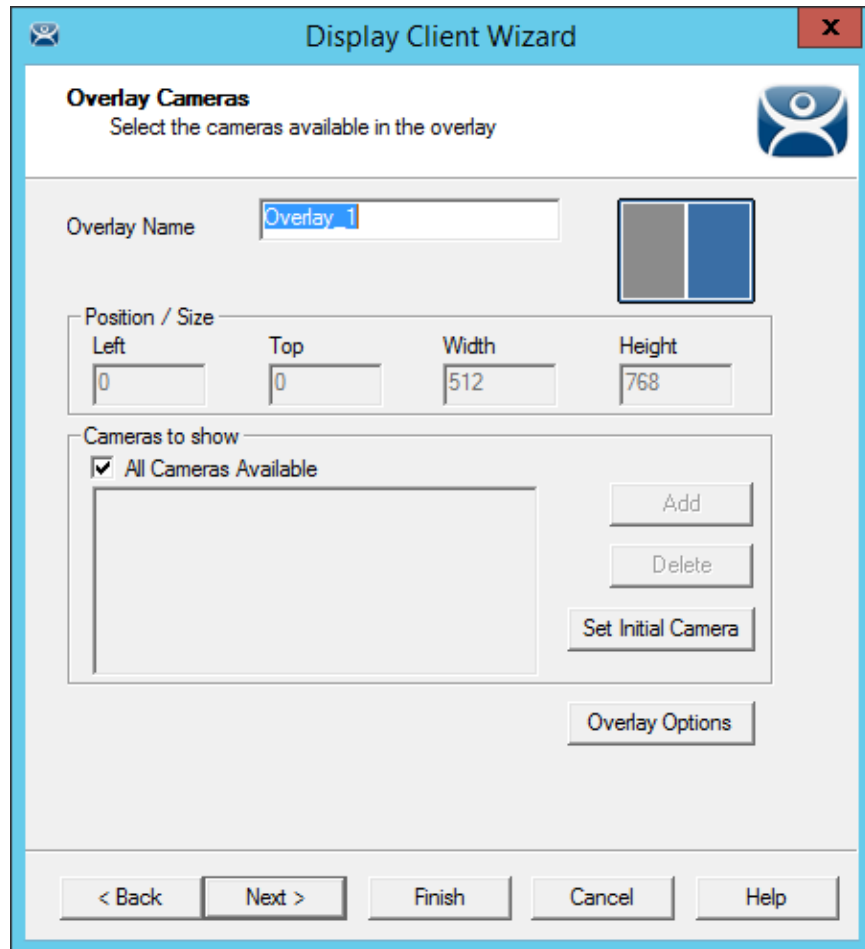 Display Client Wizard
x
Overlay Cameras
Select the cameras available in the overlay
Overlay Name
Overlay_1
Position / Size
Left Top Width Height
0 0 512 768
Cameras to show
All Cameras Available
Add
Delete
Set Initial Camera
Overlay Options
< Back Next > Finish Cancel Help